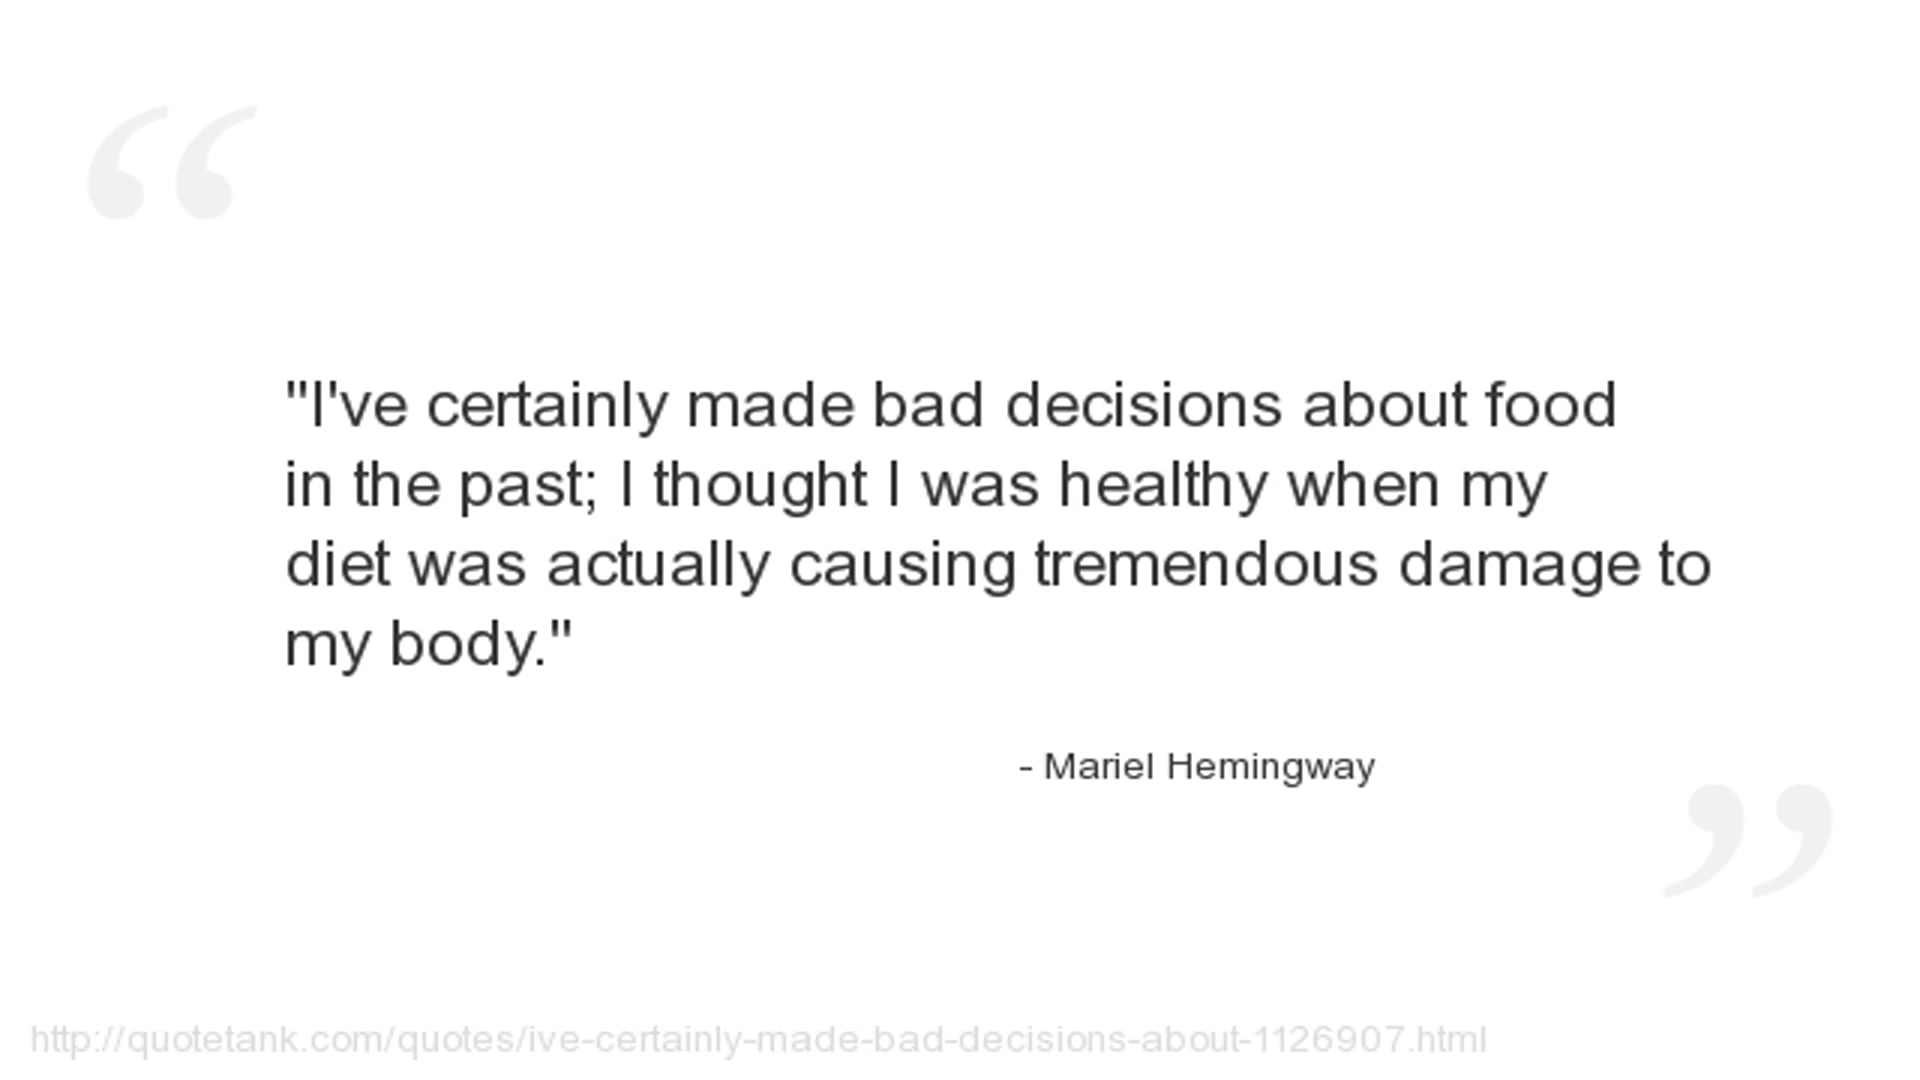 "I've certainly made bad decisions about food
in the past; I thought I was healthy when my
diet was actually causing tremendous damage to
my body."
- Mariel Hemingway
http://quotetank.com/quotes/ive-certainly-made-bad-decisions-about-1126907.html